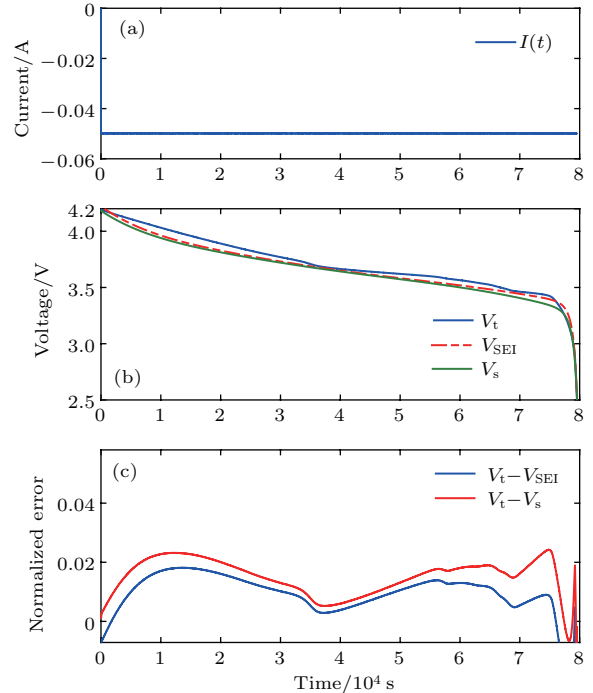 0
(a)
I(t)
−0.02
−0.04
−0.06
Current/A
0 1 2 3 4 5 6 7 8
4.2
4.0
3.5
3.0
2.5
Voltage/V
V_t
V_SEI
V_s
(b)
0 1 2 3 4 5 6 7 8
(c)
V_t−V_SEI
V_t−V_s
0.04
0.02
0
Normalized error
0 1 2 3 4 5 6 7 8
Time/10⁴ s